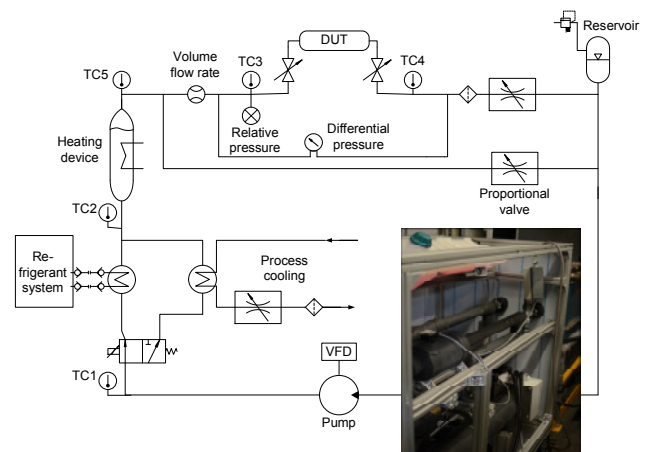 Reservoir
DUT
TC5
Volume
flow rate
TC3
TC4
Relative
pressure
Differential
pressure
Heating
device
Proportional
valve
TC2
Re-
frigerant
system
Process
cooling
VFD
TC1
Pump